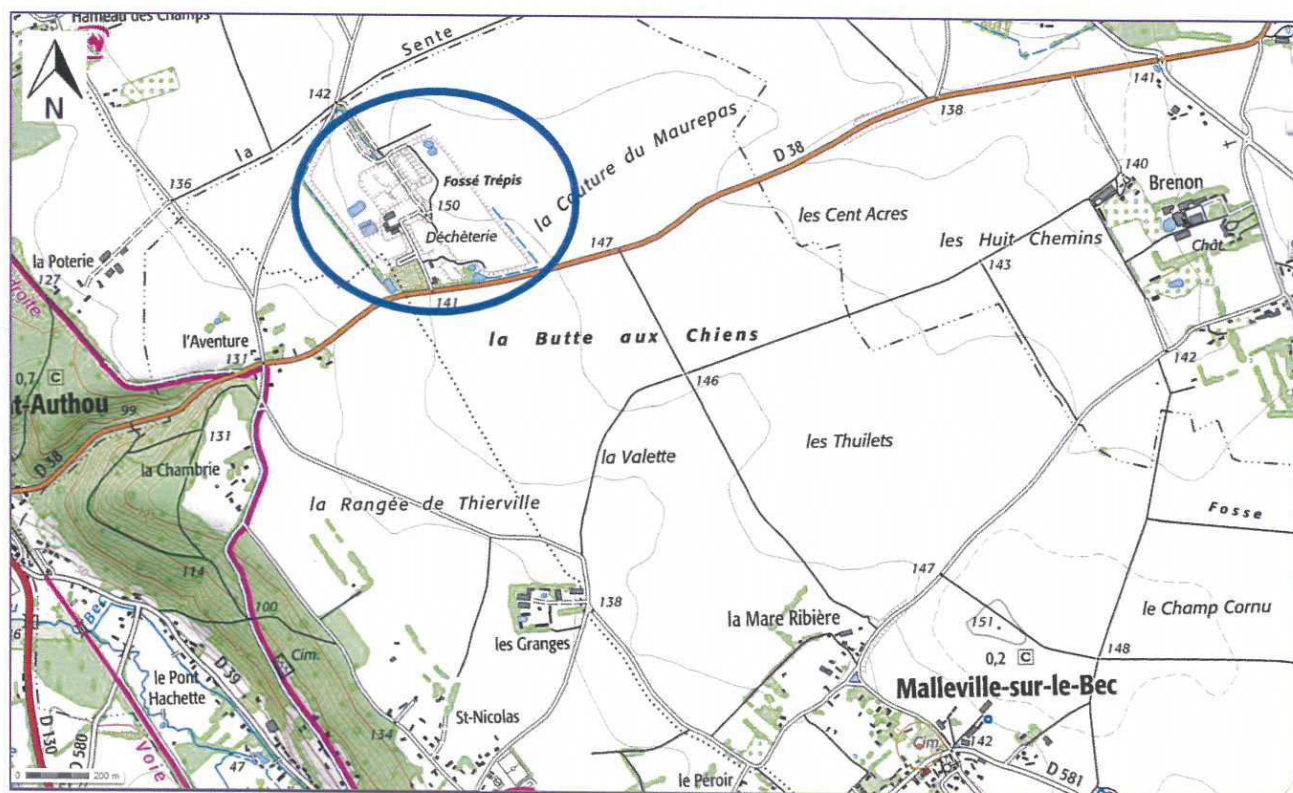 Hameau des Champs
N
Sente
142
la
136
Fossé Trépis
150
Déchèterie
la Couture du Maurepas
D 38
138
141
140
Brenon
Chât
les Cent Acres
les Huit Chemins
143
147
141
la Poterie
127
droite
l'Aventure
131
la Butte aux Chiens
142
146
0,7 C
t-Authou
99
131
D 38
la Chambrie
la Valette
les Thuilets
la Rangée de Thierville
Fosse
114
100
147
138
les Granges
la Mare Ribière
151
le Champ Cornu
148
0,2 C
Bec
Cim.
D 39
le Pont
Hachette
Malleville-sur-le-Bec
St-Nicolas
134
D 130
D 580
Voie
47
Cim.
142
le Péroir
D 581
0 200 m